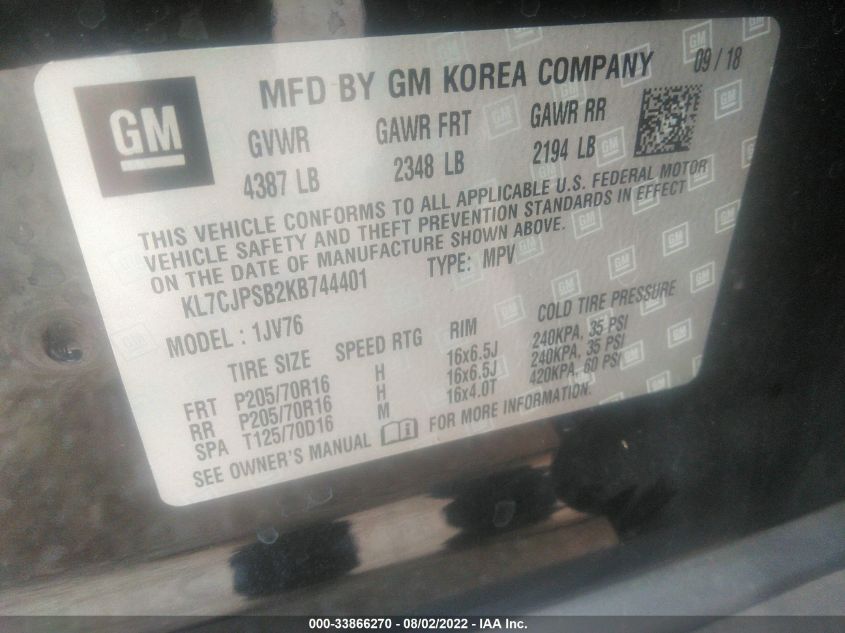 GM
MFD BY GM KOREA COMPANY 09 / 18
GVWR GAWR FRT GAWR RR
4387 LB 2348 LB 2194 LB
THIS VEHICLE CONFORMS TO ALL APPLICABLE U.S. FEDERAL MOTOR
VEHICLE SAFETY AND THEFT PREVENTION STANDARDS IN EFFECT
ON THE DATE OF MANUFACTURE SHOWN ABOVE.
KL7CJPSB2KB744401 TYPE: MPV
MODEL : 1JV76
TIRE SIZE SPEED RTG RIM COLD TIRE PRESSURE
FRT P205/70R16 H 16x6.5J 240KPA, 35 PSI
RR P205/70R16 H 16x6.5J 240KPA, 35 PSI
SPA T125/70D16 M 16x4.0T 420KPA, 60 PSI
SEE OWNER'S MANUAL FOR MORE INFORMATION.
000-33866270 - 08/02/2022 - IAA Inc.